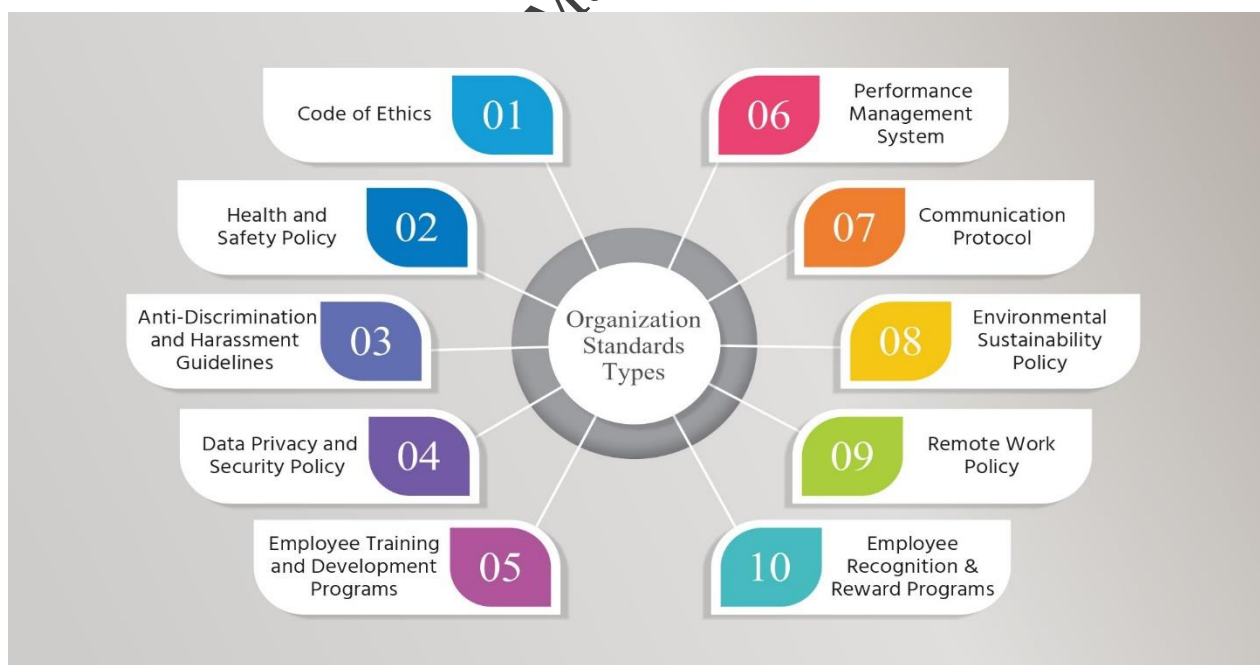 Code of Ethics
01
Health and
Safety Policy
02
Anti-Discrimination
and Harassment
Guidelines
03
Data Privacy and
Security Policy
04
Employee Training
and Development
Programs
05
Organization
Standards
Types
06
Performance
Management
System
07
Communication
Protocol
08
Environmental
Sustainability
Policy
09
Remote Work
Policy
10
Employee
Recognition &
Reward Programs